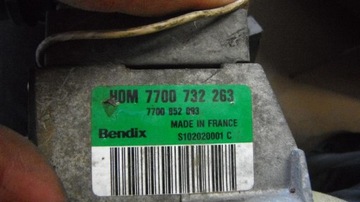 HOM 7700 732 263
7700 852 093
MADE IN FRANCE
Bendix S102020001 C